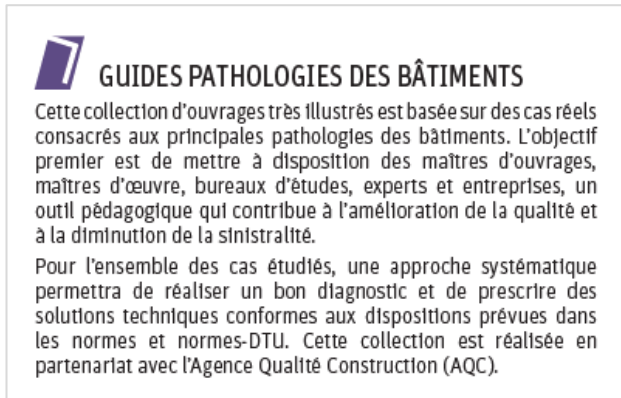 GUIDES PATHOLOGIES DES BÂTIMENTS
Cette collection d'ouvrages très illustrés est basée sur des cas réels
consacrés aux principales pathologies des bâtiments. L'objectif
premier est de mettre à disposition des maîtres d'ouvrages,
maîtres d'œuvre, bureaux d'études, experts et entreprises, un
outil pédagogique qui contribue à l'amélioration de la qualité et
à la diminution de la sinistralité.
Pour l'ensemble des cas étudiés, une approche systématique
permettra de réaliser un bon diagnostic et de prescrire des
solutions techniques conformes aux dispositions prévues dans
les normes et normes-DTU. Cette collection est réalisée en
partenariat avec l'Agence Qualité Construction (AQC).